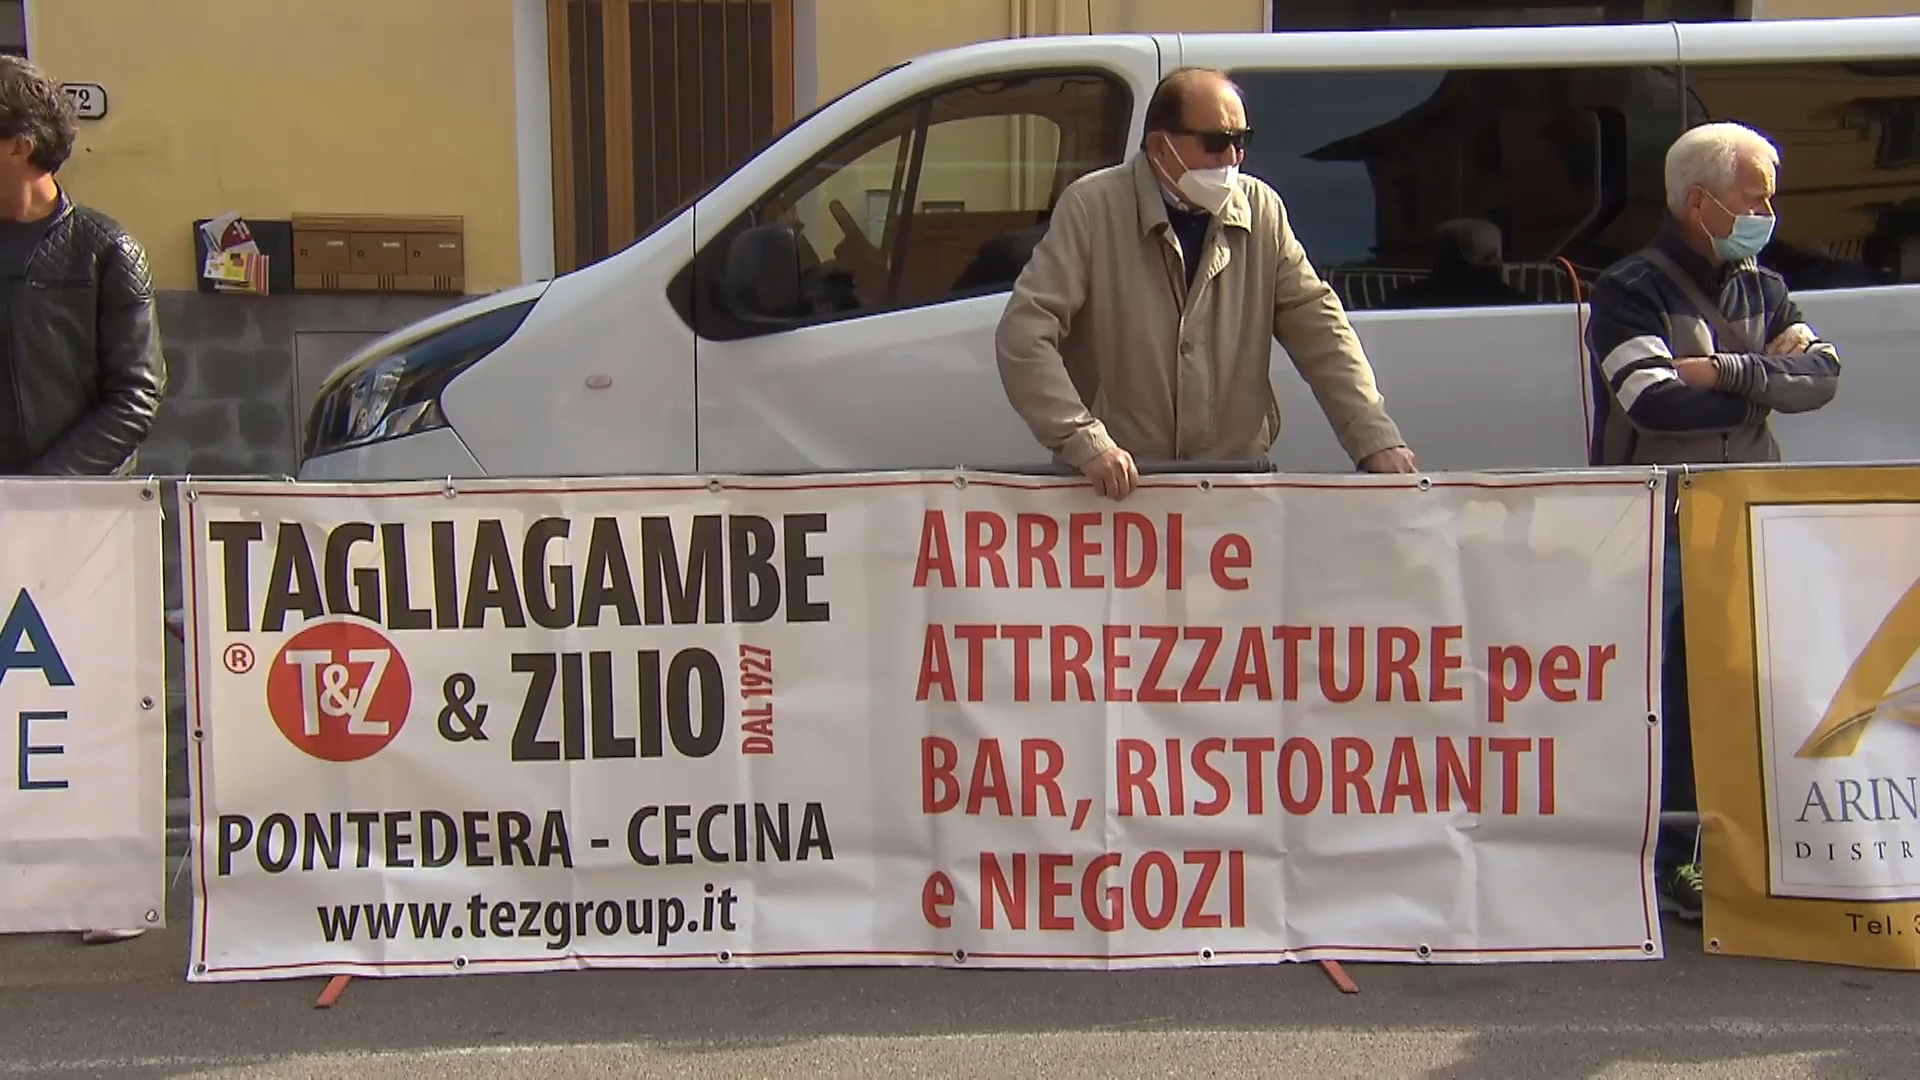 72
TAGLIAGAMBE
® T&Z & ZILIO DAL 1927
PONTEDERA - CECINA
www.tezgroup.it
ARREDI e
ATTREZZATURE per
BAR, RISTORANTI
e NEGOZI
A
E
ARIN
DISTR
Tel. 3